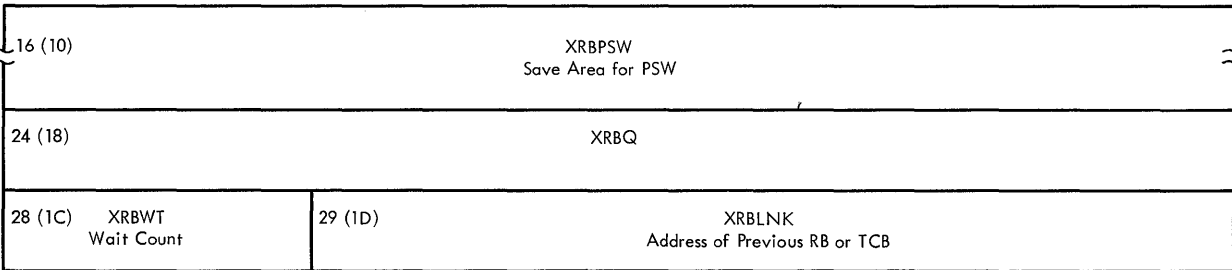 16 (10) XRBPSW
Save Area for PSW
24 (18) XRBQ
28 (1C) XRBWT 29 (1D) XRBLNK
Wait Count Address of Previous RB or TCB